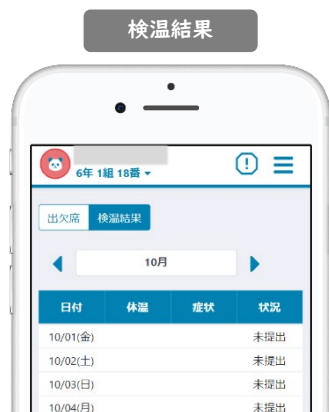 検温結果
6年 1組 18番
出欠席 検温結果
10月
日付 体温 症状 状況
10/01(金) 未提出
10/02(土) 未提出
10/03(日) 未提出
10/04(月) 未提出